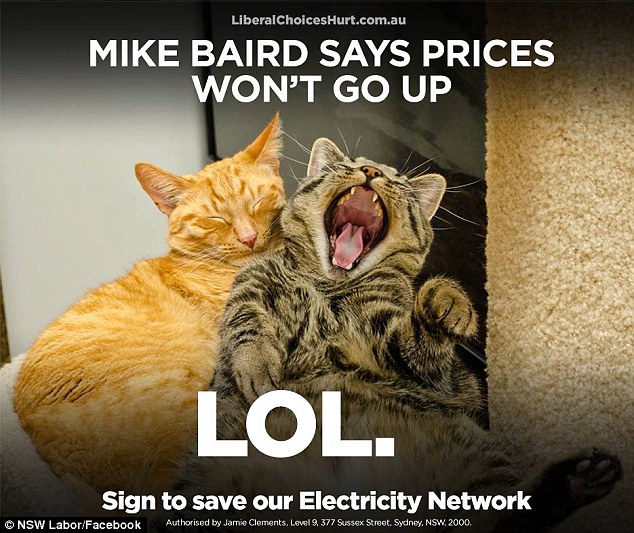 LiberalChoicesHurt.com.au
MIKE BAIRD SAYS PRICES
WON'T GO UP
LOL.
Sign to save our Electricity Network
Authorised by Jamie Clements, Level 9, 377 Sussex Street, Sydney, NSW, 2000.
© NSW Labor/Facebook